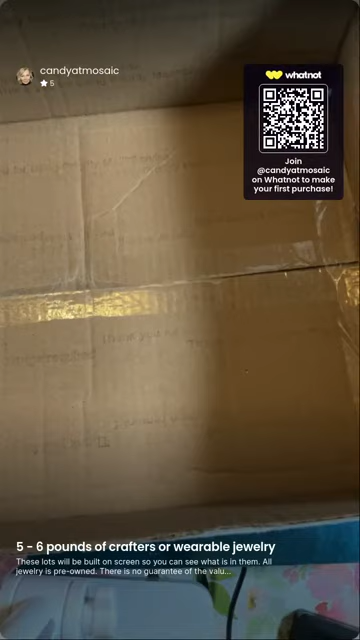 candyatmosaic
★ 5
whatnot
Join
@candyatmosaic
on Whatnot to make
your first purchase!
5 - 6 pounds of crafters or wearable jewelry
These lots will be built on screen so you can see what is in them. All
jewelry is pre-owned. There is no guarantee of the valu...